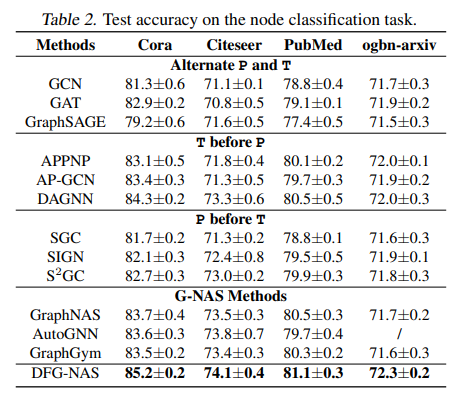 Table 2. Test accuracy on the node classification task.
Methods Cora Citeseer PubMed ogbn-arxiv
Alternate P and T
GCN 81.3±0.6 71.1±0.1 78.8±0.4 71.7±0.3
GAT 82.9±0.2 70.8±0.5 79.1±0.1 71.9±0.2
GraphSAGE 79.2±0.6 71.6±0.5 77.4±0.5 71.5±0.3
T before P
APPNP 83.1±0.5 71.8±0.4 80.1±0.2 72.0±0.1
AP-GCN 83.4±0.3 71.3±0.5 79.7±0.3 71.9±0.2
DAGNN 84.3±0.2 73.3±0.6 80.5±0.5 72.0±0.3
P before T
SGC 81.7±0.2 71.3±0.2 78.8±0.1 71.6±0.3
SIGN 82.1±0.3 72.4±0.8 79.5±0.5 71.9±0.1
S²GC 82.7±0.3 73.0±0.2 79.9±0.3 71.8±0.3
G-NAS Methods
GraphNAS 83.7±0.4 73.5±0.3 80.5±0.3 71.7±0.2
AutoGNN 83.6±0.3 73.8±0.7 79.7±0.4 /
GraphGym 83.5±0.2 73.4±0.3 80.3±0.2 71.6±0.3
DFG-NAS 85.2±0.2 74.1±0.4 81.1±0.3 72.3±0.2